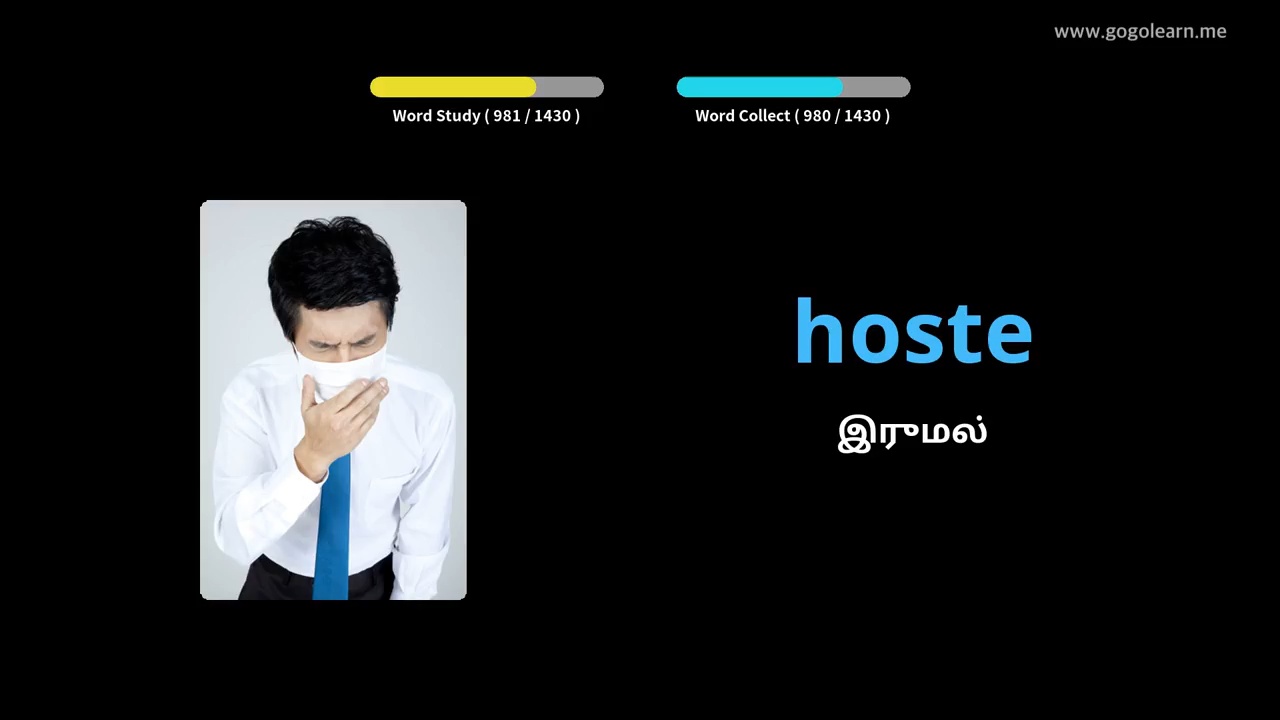 www.gogolearn.me
Word Study ( 981 / 1430 )
Word Collect ( 980 / 1430 )
hoste
இருமல்